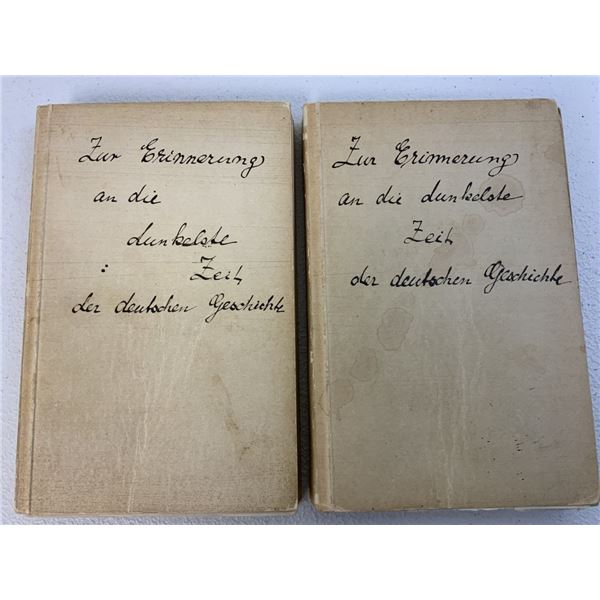 Zur Erinnerung
an die
dunkelste
: Zeit
der deutschen Geschichte
Zur Erinnerung
an die dunkelste
Zeit
der deutschen Geschichte